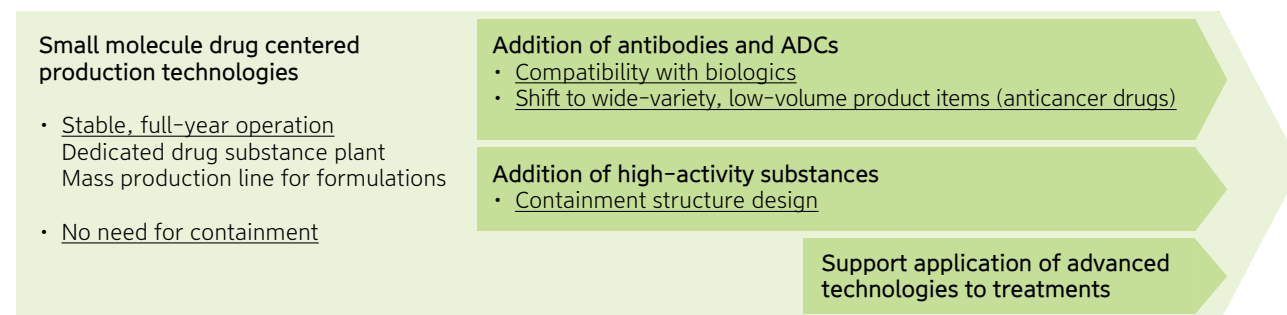 Small molecule drug centered
production technologies
・ Stable, full-year operation
Dedicated drug substance plant
Mass production line for formulations
・ No need for containment
Addition of antibodies and ADCs
・ Compatibility with biologics
・ Shift to wide-variety, low-volume product items (anticancer drugs)
Addition of high-activity substances
・ Containment structure design
Support application of advanced
technologies to treatments